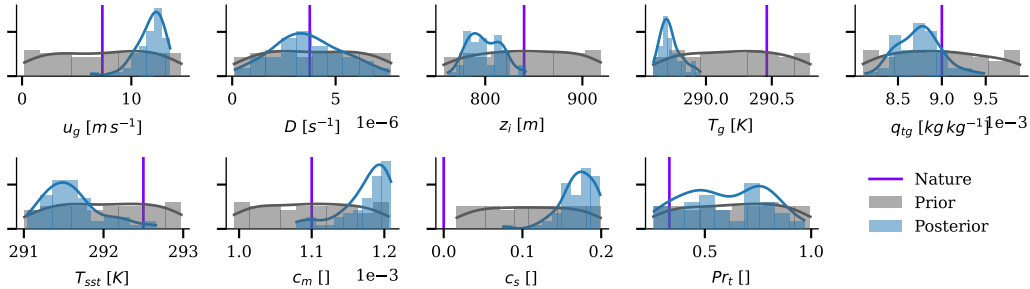 0 10
u_g [m s⁻¹]
0 5
1e−6
D [s⁻¹]
800 900
z_i [m]
290.0 290.5
T_g [K]
8.5 9.0 9.5
1e−3
q_tg [kg kg⁻¹]
291 292 293
T_sst [K]
1.0 1.1 1.2
1e−3
c_m []
0.0 0.1 0.2
c_s []
0.5 1.0
Pr_t []
Nature
Prior
Posterior